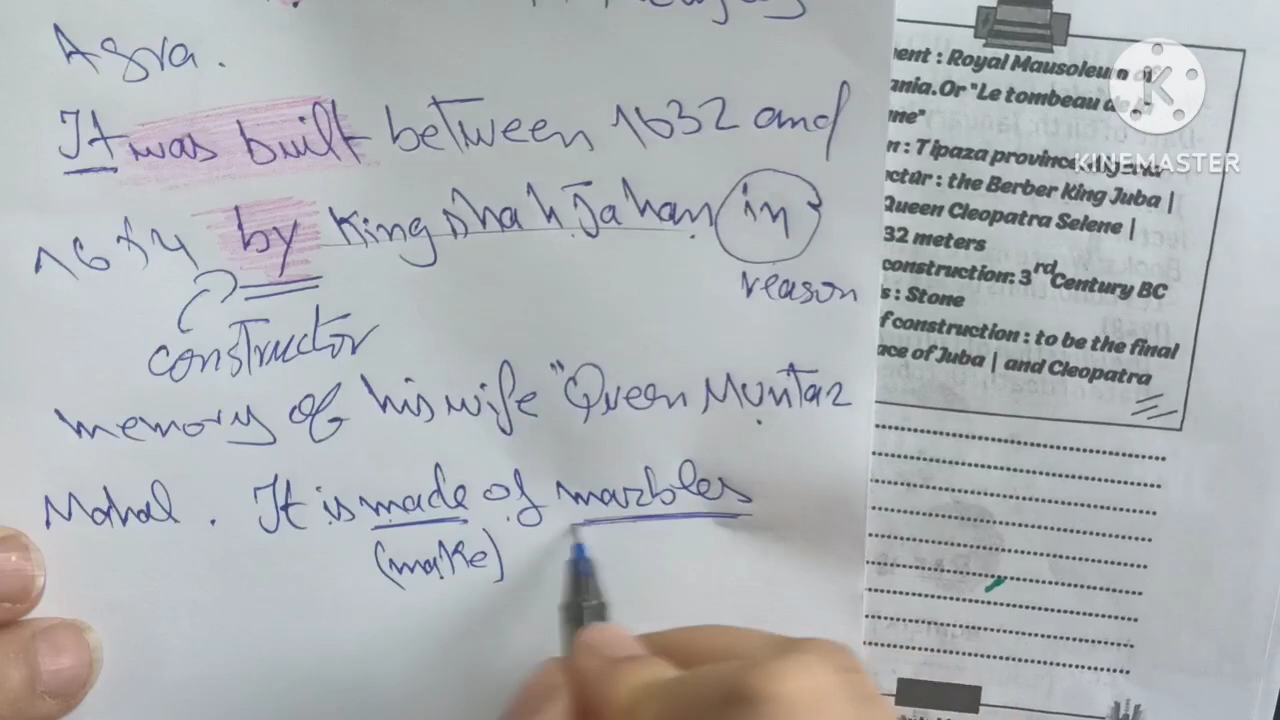 Agra.
It was built between 1632 and
by King Shah Jahan in
reason
constructor
memory of his wife "Queen Muntaz
Mahal. It is made of marbles
(make)
ent : Royal Mausoleum of
ania. Or "Le tombeau de
ne"
n : Tipaza province
ctur : the Berber King Juba |
Queen Cleopatra Selene |
32 meters
construction: 3rd Century BC
s : Stone
f construction : to be the final
ace of Juba | and Cleopatra
KINEMASTER